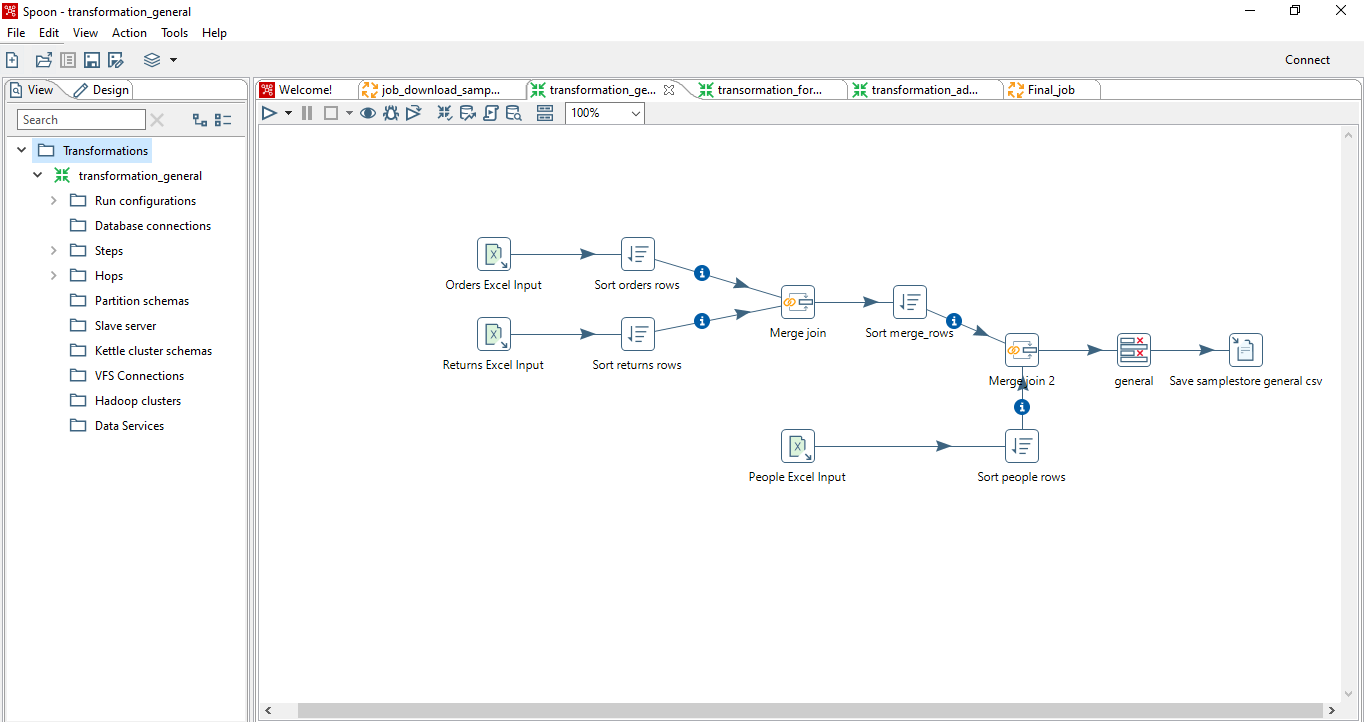 Spoon - transformation_general
File Edit View Action Tools Help
Connect
View Design
Welcome! job_download_samp... transformation_ge... transormation_for... transformation_ad... Final_job
Search
100%
Transformations
transformation_general
Run configurations
Database connections
Steps
Hops
Partition schemas
Slave server
Kettle cluster schemas
VFS Connections
Hadoop clusters
Data Services
Orders Excel Input
Sort orders rows
Returns Excel Input
Sort returns rows
Merge join
Sort merge_rows
Merge join 2
general
Save samplestore general csv
People Excel Input
Sort people rows